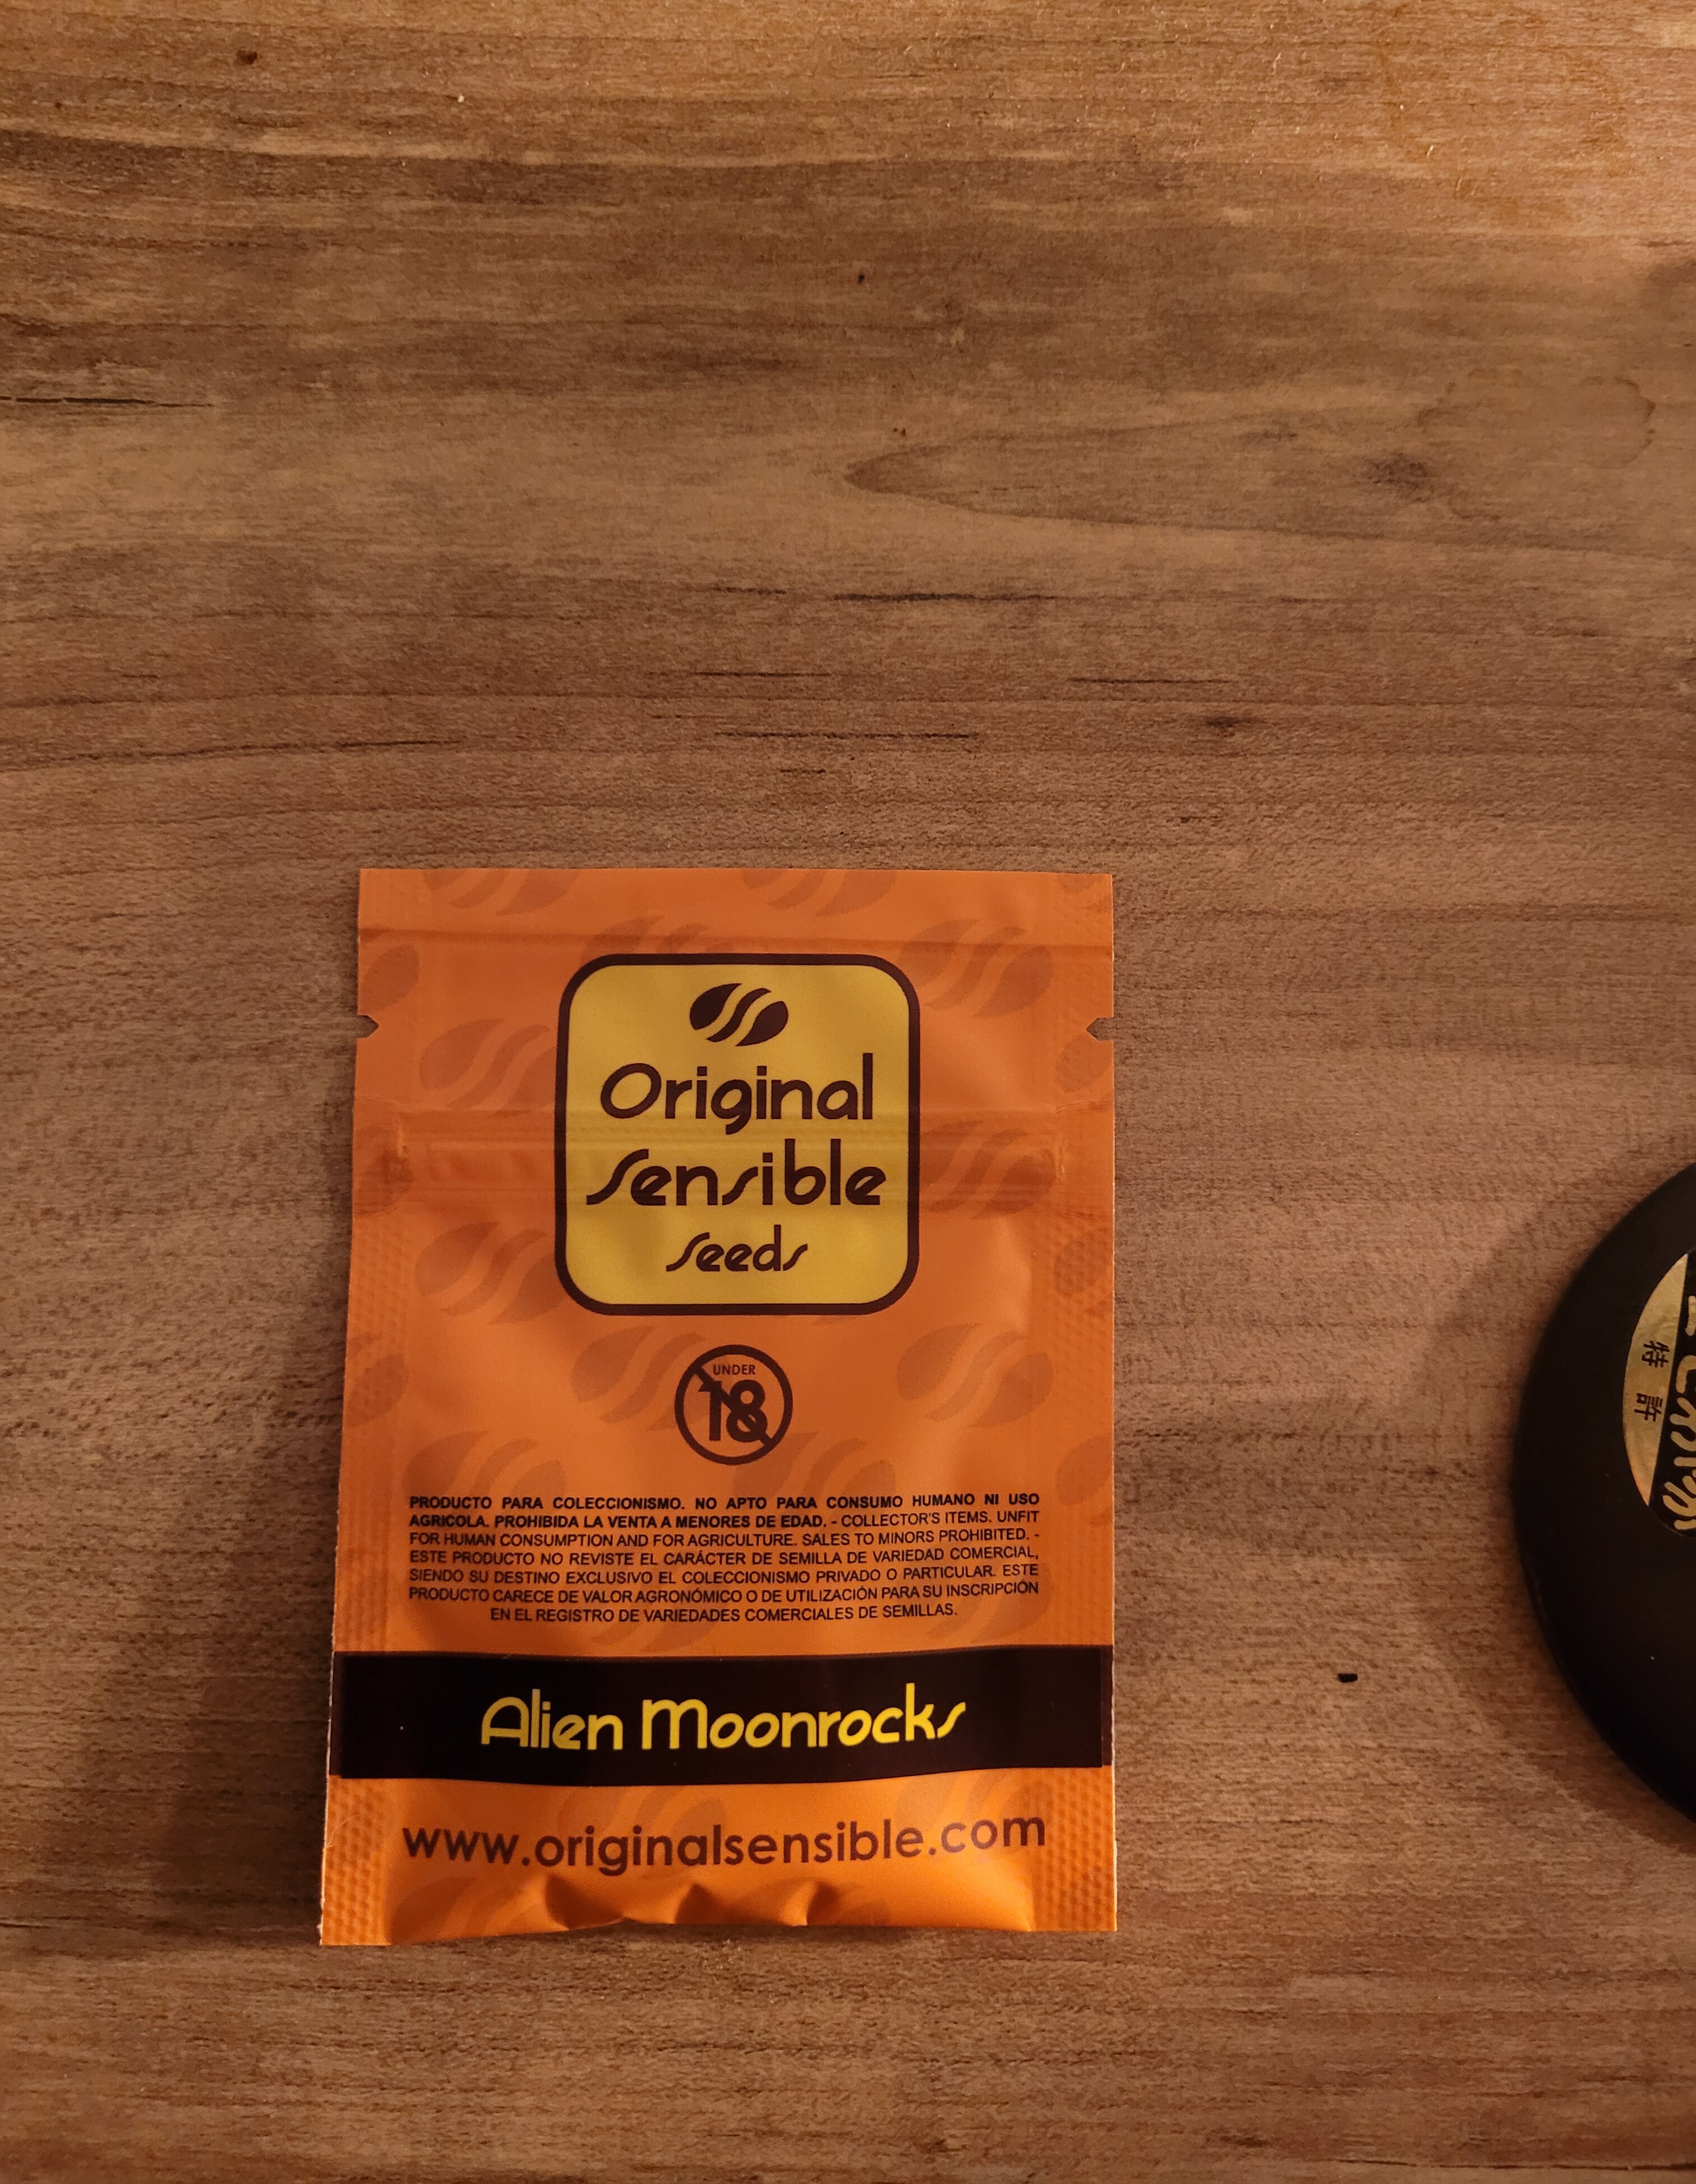 Original
Sensible
Seeds
UNDER
18
PRODUCTO PARA COLECCIONISMO. NO APTO PARA CONSUMO HUMANO NI USO
AGRICOLA. PROHIBIDA LA VENTA A MENORES DE EDAD. - COLLECTOR'S ITEMS. UNFIT
FOR HUMAN CONSUMPTION AND FOR AGRICULTURE. SALES TO MINORS PROHIBITED. -
ESTE PRODUCTO NO REVISTE EL CARÁCTER DE SEMILLA DE VARIEDAD COMERCIAL,
SIENDO SU DESTINO EXCLUSIVO EL COLECCIONISMO PRIVADO O PARTICULAR. ESTE
PRODUCTO CARECE DE VALOR AGRONÓMICO O DE UTILIZACIÓN PARA SU INSCRIPCIÓN
EN EL REGISTRO DE VARIEDADES COMERCIALES DE SEMILLAS.
Alien Moonrocks
www.originalsensible.com
特許